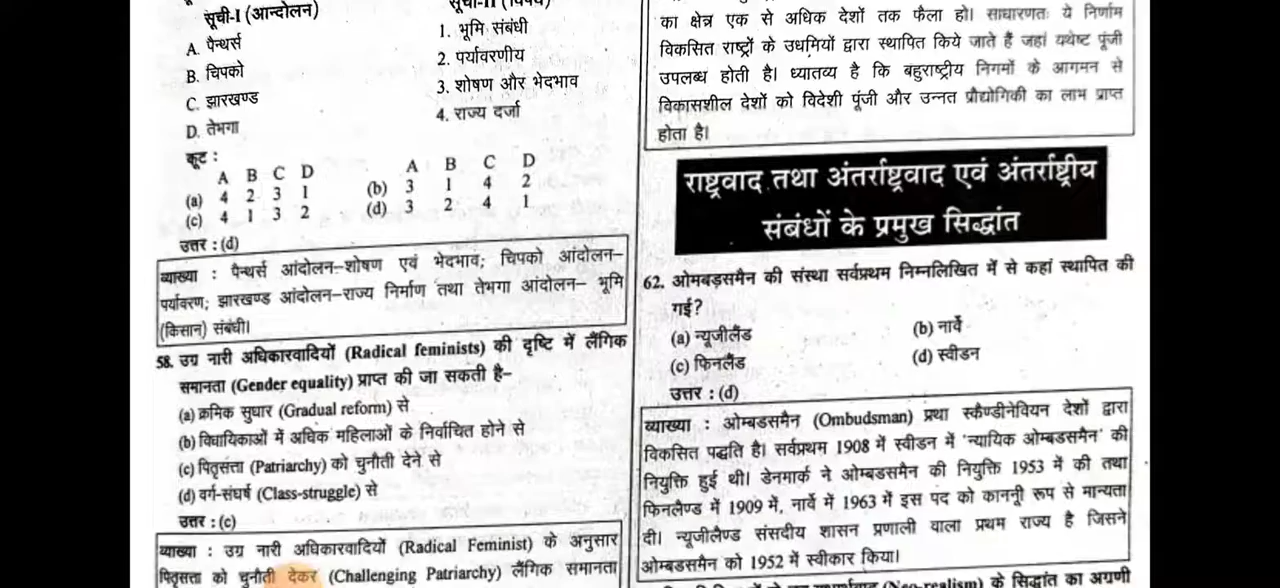 सूची-I (आन्दोलन)
A. पैन्थर्स
B. चिपको
C. झारखण्ड
D. तेभगा
1. भूमि संबंधी
2. पर्यावरणीय
3. शोषण और भेदभाव
4. राज्य दर्जा
कूट :
A B C D
(a) 4 2 3 1
(c) 4 1 3 2
A B C D
(b) 3 1 4 2
(d) 3 2 4 1
उत्तर : (d)
व्याख्या : पैन्थर्स आंदोलन–शोषण एवं भेदभाव; चिपको आंदोलन–
पर्यावरण; झारखण्ड आंदोलन–राज्य निर्माण तथा तेभगा आंदोलन– भूमि
(किसान) संबंधी।
58. उग्र नारी अधिकारवादियों (Radical feminists) की दृष्टि में लैंगिक
समानता (Gender equality) प्राप्त की जा सकती है–
(a) क्रमिक सुधार (Gradual reform) से
(b) विधायिकाओं में अधिक महिलाओं के निर्वाचित होने से
(c) पितृसत्ता (Patriarchy) को चुनौती देने से
(d) वर्ग-संघर्ष (Class-struggle) से
उत्तर : (c)
व्याख्या : उग्र नारी अधिकारवादियों (Radical Feminist) के अनुसार
पितृसत्ता को चुनौती देकर (Challenging Patriarchy) लैंगिक समानता
का क्षेत्र एक से अधिक देशों तक फैला हो। साधारणतः ये निर्णाम
विकसित राष्ट्रों के उधमियों द्वारा स्थापित किये जाते हैं जहां यथेष्ट पूंजी
उपलब्ध होती है। ध्यातव्य है कि बहुराष्ट्रीय निगमों के आगमन से
विकासशील देशों को विदेशी पूंजी और उन्नत प्रौद्योगिकी का लाभ प्राप्त
होता है।
राष्ट्रवाद तथा अंतर्राष्ट्रवाद एवं अंतर्राष्ट्रीय
संबंधों के प्रमुख सिद्धांत
62. ओमबड़समैन की संस्था सर्वप्रथम निम्नलिखित में से कहां स्थापित की
गई?
(a) न्यूजीलैंड
(b) नार्वे
(c) फिनलैंड
(d) स्वीडन
उत्तर : (d)
व्याख्या : ओम्बडसमैन (Ombudsman) प्रथा स्कैण्डीनेवियन देशों द्वारा
विकसित पद्धति है। सर्वप्रथम 1908 में स्वीडन में 'न्यायिक ओम्बडसमैन' की
नियुक्ति हुई थी। डेनमार्क ने ओम्बडसमैन की नियुक्ति 1953 में की तथा
फिनलैण्ड में 1909 में, नार्वे में 1963 में इस पद को काननूी रूप से मान्यता
दी। न्यूजीलैण्ड संसदीय शासन प्रणाली वाला प्रथम राज्य है जिसने
ओम्बडसमैन को 1952 में स्वीकार किया।
(Neo-realism) के सिद्धांत का अग्रणी